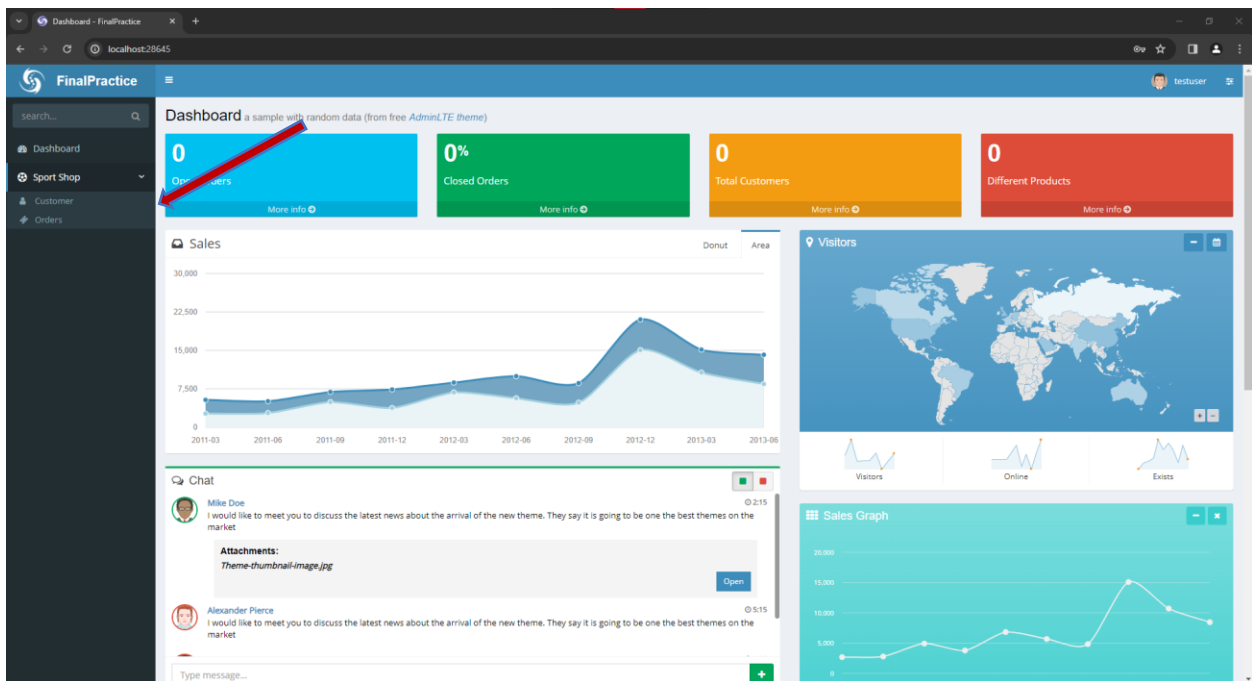 Dashboard - FinalPractice
localhost:28645
FinalPractice
testuser
search...
Dashboard
Sport Shop
Customer
Orders
Dashboard a sample with random data (from free AdminLTE theme)
0
More info
0%
Closed Orders
More info
0
Total Customers
More info
0
Different Products
More info
Sales
Donut Area
30,000
22,500
15,000
7,500
0
2011-03 2011-06 2011-09 2011-12 2012-03 2012-06 2012-09 2012-12 2013-03 2013-06
Visitors
Visitors Online Exists
Chat
Mike Doe 2:15
I would like to meet you to discuss the latest news about the arrival of the new theme. They say it is going to be one the best themes on the
market
Attachments:
Theme-thumbnail-image.jpg
Open
Alexander Pierce 5:15
I would like to meet you to discuss the latest news about the arrival of the new theme. They say it is going to be one the best themes on the
market
Type message...
Sales Graph
20,000
15,000
10,000
5,000
0